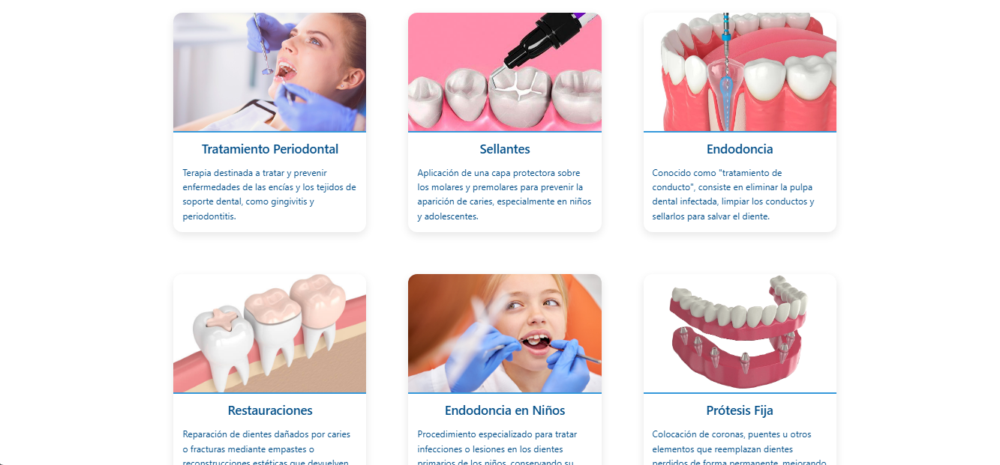 Tratamiento Periodontal
Terapia destinada a tratar y prevenir
enfermedades de las encías y los tejidos de
soporte dental, como gingivitis y
periodontitis.
Sellantes
Aplicación de una capa protectora sobre
los molares y premolares para prevenir la
aparición de caries, especialmente en niños
y adolescentes.
Endodoncia
Conocido como "tratamiento de
conducto", consiste en eliminar la pulpa
dental infectada, limpiar los conductos y
sellarlos para salvar el diente.
Restauraciones
Reparación de dientes dañados por caries
o fracturas mediante empastes o
reconstrucciones estéticas que devuelven
Endodoncia en Niños
Procedimiento especializado para tratar
infecciones o lesiones en los dientes
primarios de los niños, conservando su
Prótesis Fija
Colocación de coronas, puentes u otros
elementos que reemplazan dientes
perdidos de forma permanente, mejorando